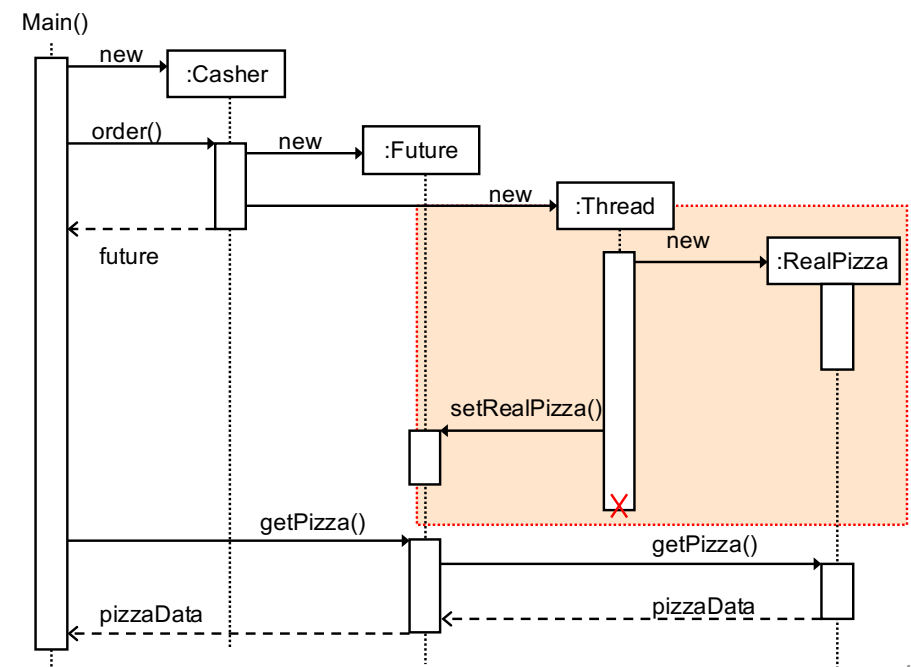 Main()
new
:Casher
order()
new
:Future
new
:Thread
future
new
:RealPizza
setRealPizza()
getPizza()
getPizza()
pizzaData
pizzaData